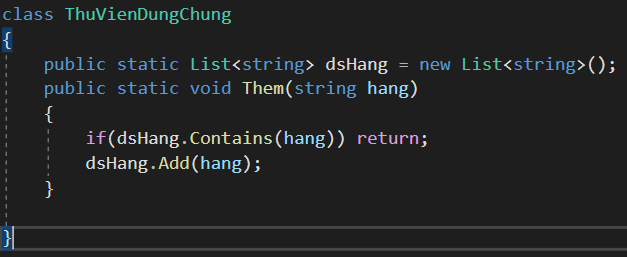 class ThuVienDungChung
{
public static List<string> dsHang = new List<string>();
public static void Them(string hang)
{
if(dsHang.Contains(hang)) return;
dsHang.Add(hang);
}
}